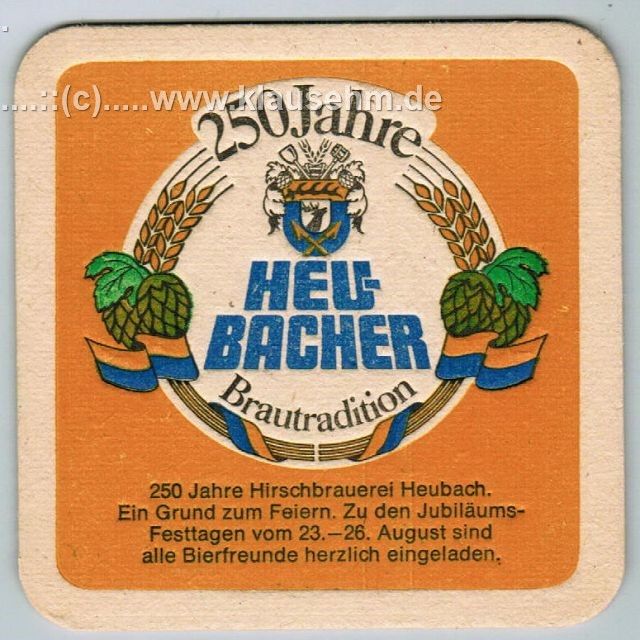 .....::(c).....www.klausehm.de
250 Jahre
HEU-
BACHER
Brautradition
250 Jahre Hirschbrauerei Heubach.
Ein Grund zum Feiern. Zu den Jubiläums-
Festtagen vom 23.–26. August sind
alle Bierfreunde herzlich eingeladen.